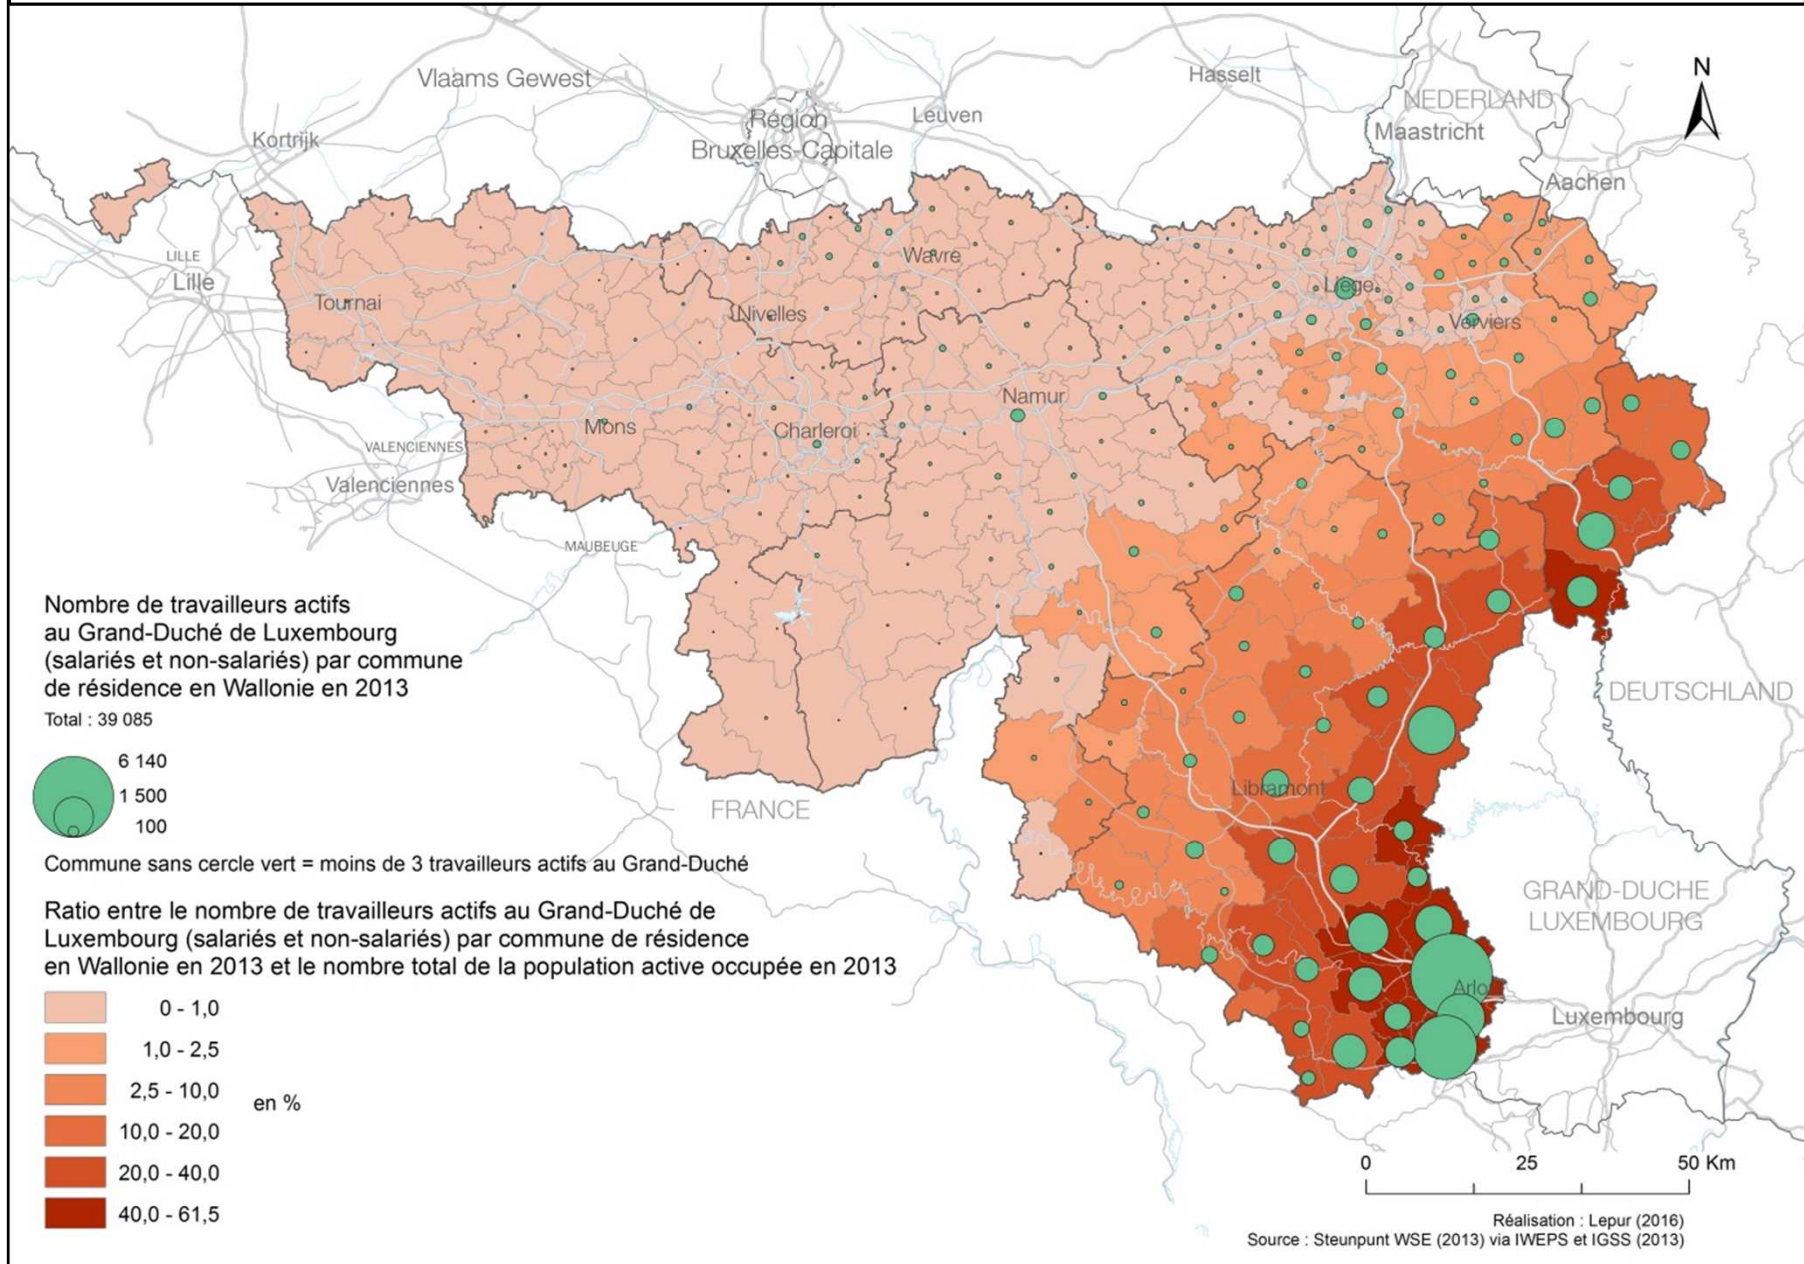 Vlaams Gewest
Hasselt
N
NEDERLAND
Maastricht
Région
Bruxelles-Capitale
Leuven
Kortrijk
Aachen
LILLE
Lille
Wavre
Liège
Tournai
Nivelles
Verviers
Namur
Mons
Charleroi
VALENCIENNES
Valenciennes
MAUBEUGE
Nombre de travailleurs actifs
au Grand-Duché de Luxembourg
(salariés et non-salariés) par commune
de résidence en Wallonie en 2013
Total : 39 085
6 140
1 500
100
DEUTSCHLAND
Libramont
FRANCE
Commune sans cercle vert = moins de 3 travailleurs actifs au Grand-Duché
GRAND-DUCHE
LUXEMBOURG
Ratio entre le nombre de travailleurs actifs au Grand-Duché de
Luxembourg (salariés et non-salariés) par commune de résidence
en Wallonie en 2013 et le nombre total de la population active occupée en 2013
Arlon
Luxembourg
0 - 1,0
1,0 - 2,5
2,5 - 10,0
10,0 - 20,0
20,0 - 40,0
40,0 - 61,5
en %
0 25 50 Km
Réalisation : Lepur (2016)
Source : Steunpunt WSE (2013) via IWEPS et IGSS (2013)